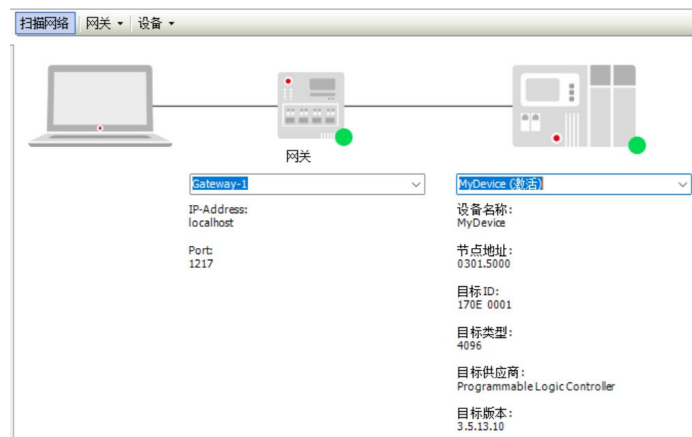 扫描网络 网关 设备
网关
Gateway-1
MyDevice (激活)
IP-Address:
localhost
Port:
1217
设备名称:
MyDevice
节点地址:
0301.5000
目标ID:
170E 0001
目标类型:
4096
目标供应商:
Programmable Logic Controller
目标版本:
3.5.13.10